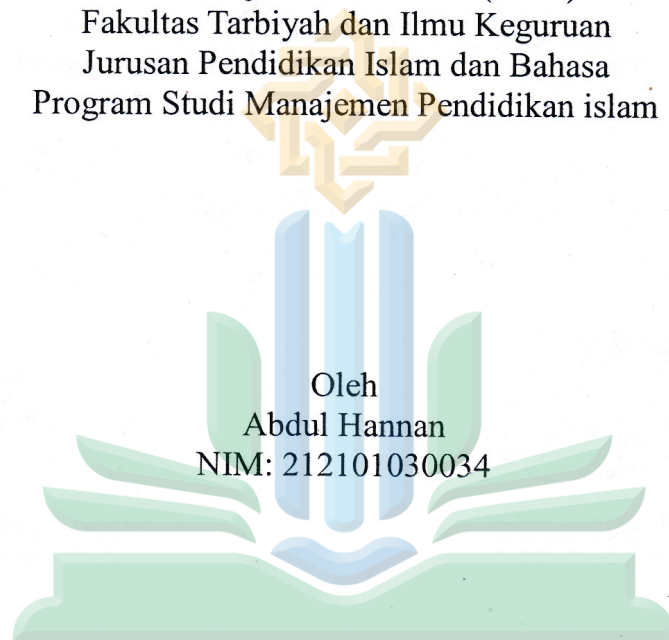 Fakultas Tarbiyah dan Ilmu Keguruan
Jurusan Pendidikan Islam dan Bahasa
Program Studi Manajemen Pendidikan islam
Oleh
Abdul Hannan
NIM: 212101030034